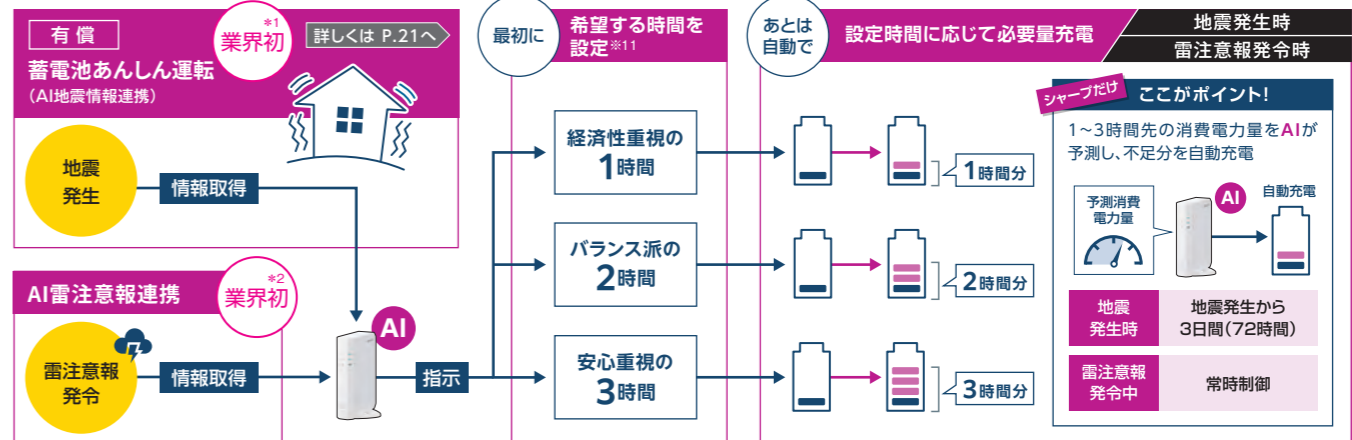 有償
業界初*1
詳しくは P.21へ
蓄電池あんしん運転
(AI地震情報連携)
地震
発生
情報取得
AI雷注意報連携
業界初*2
雷注意報
発令
情報取得
AI
指示
最初に
希望する時間を
設定※11
経済性重視の
1時間
バランス派の
2時間
安心重視の
3時間
あとは
自動で
設定時間に応じて必要量充電
地震発生時
雷注意報発令時
1時間分
2時間分
3時間分
シャープだけ
ここがポイント!
1~3時間先の消費電力量をAIが
予測し、不足分を自動充電
予測消費
電力量
AI
自動充電
地震
発生時
地震発生から
3日間(72時間)
雷注意報
発令中
常時制御